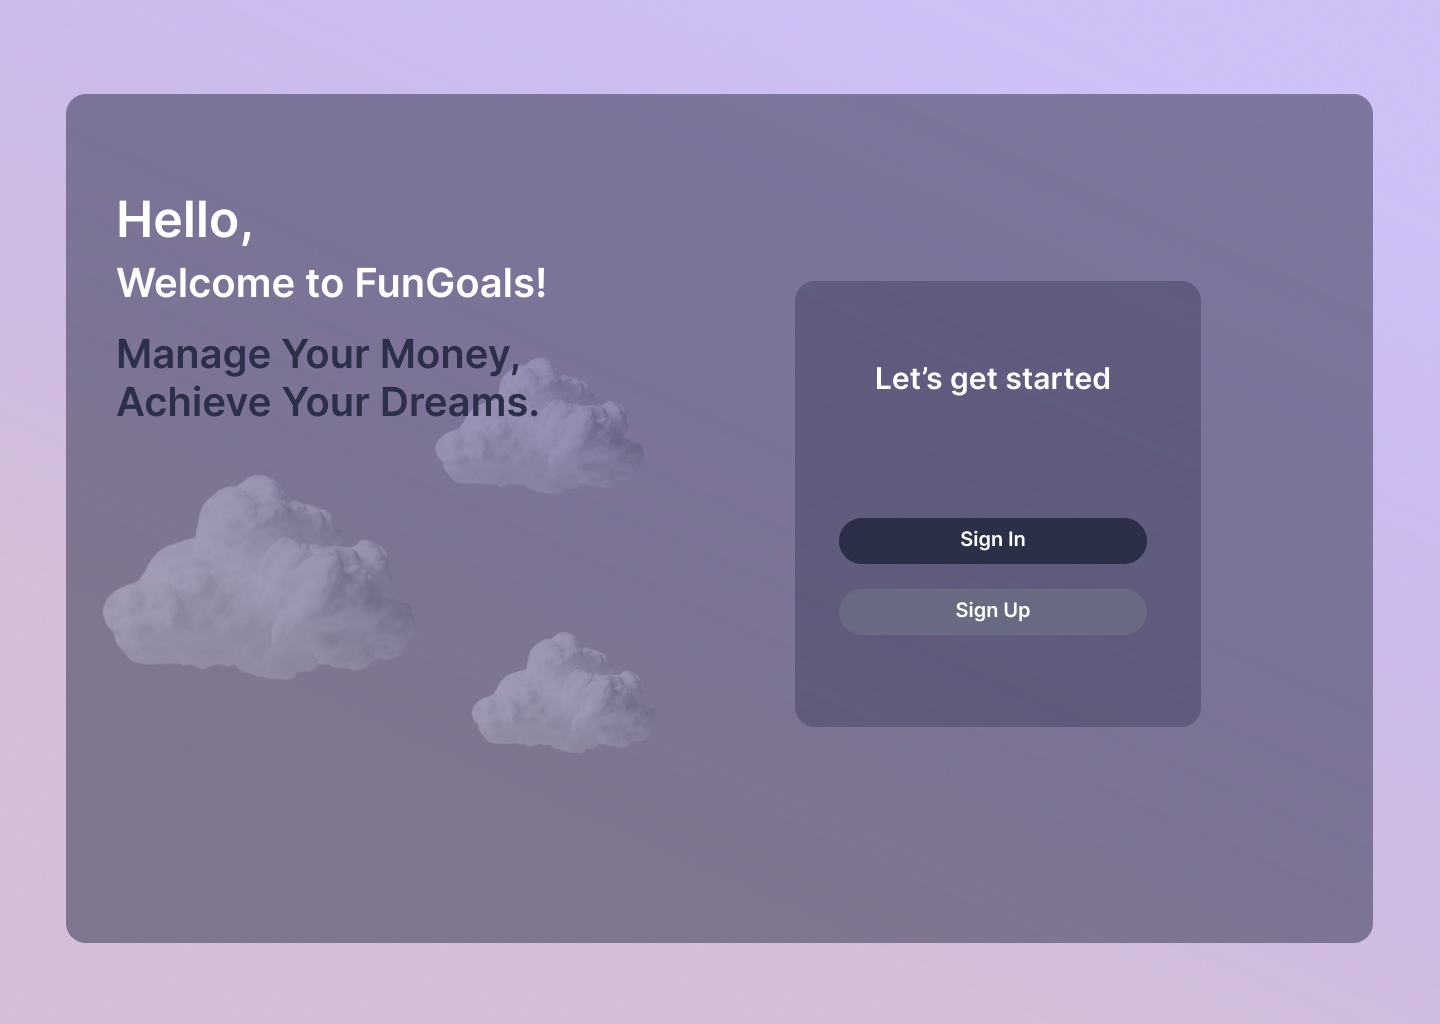 Hello,
Welcome to FunGoals!
Manage Your Money,
Achieve Your Dreams.
Let’s get started
Sign In
Sign Up